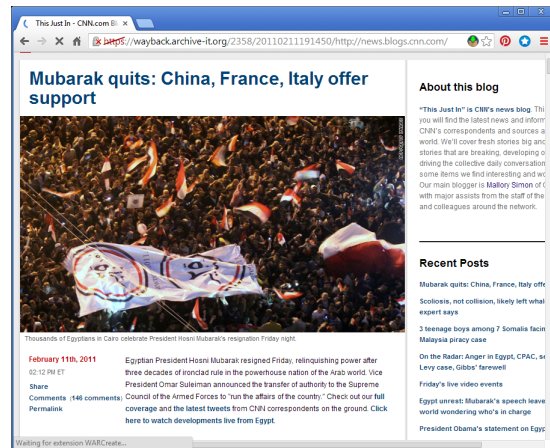 This Just In - CNN.com Bl
https://wayback.archive-it.org/2358/20110211191450/http://news.blogs.cnn.com/
Mubarak quits: China, France, Italy offer
support
Thousands of Egyptians in Cairo celebrate President Hosni Mubarak's resignation Friday night.
February 11th, 2011
02:12 PM ET
Share
Comments (146 comments)
Permalink
Egyptian President Hosni Mubarak resigned Friday, relinquishing power after
three decades of ironclad rule in the powerhouse nation of the Arab world. Vice
President Omar Suleiman announced the transfer of authority to the Supreme
Council of the Armed Forces to "run the affairs of the country." Check out our full
coverage and the latest tweets from CNN correspondents on the ground. Click
here to watch developments live from Egypt.
About this blog
"This Just In" is CNN's news blog. This
you will find the latest news and inform
CNN's correspondents and sources a
world. We'll cover fresh stories big and
stories that are breaking, developing o
driving the collective daily conversation
some items we find interesting and wo
Our main blogger is Mallory Simon of C
with major assists from the staff of the
and colleagues around the network.
Recent Posts
Mubarak quits: China, France, Italy offe
Scoliosis, not collision, likely left whale
expert says
3 teenage boys among 7 Somalis facin
Malaysia piracy case
On the Radar: Anger in Egypt, CPAC, se
Levy case, Gibbs' farewell
Friday's live video events
Egypt unrest: Mubarak's speech leave
world wondering who's in charge
President Obama's statement on Egyp
Waiting for extension WARCreate...